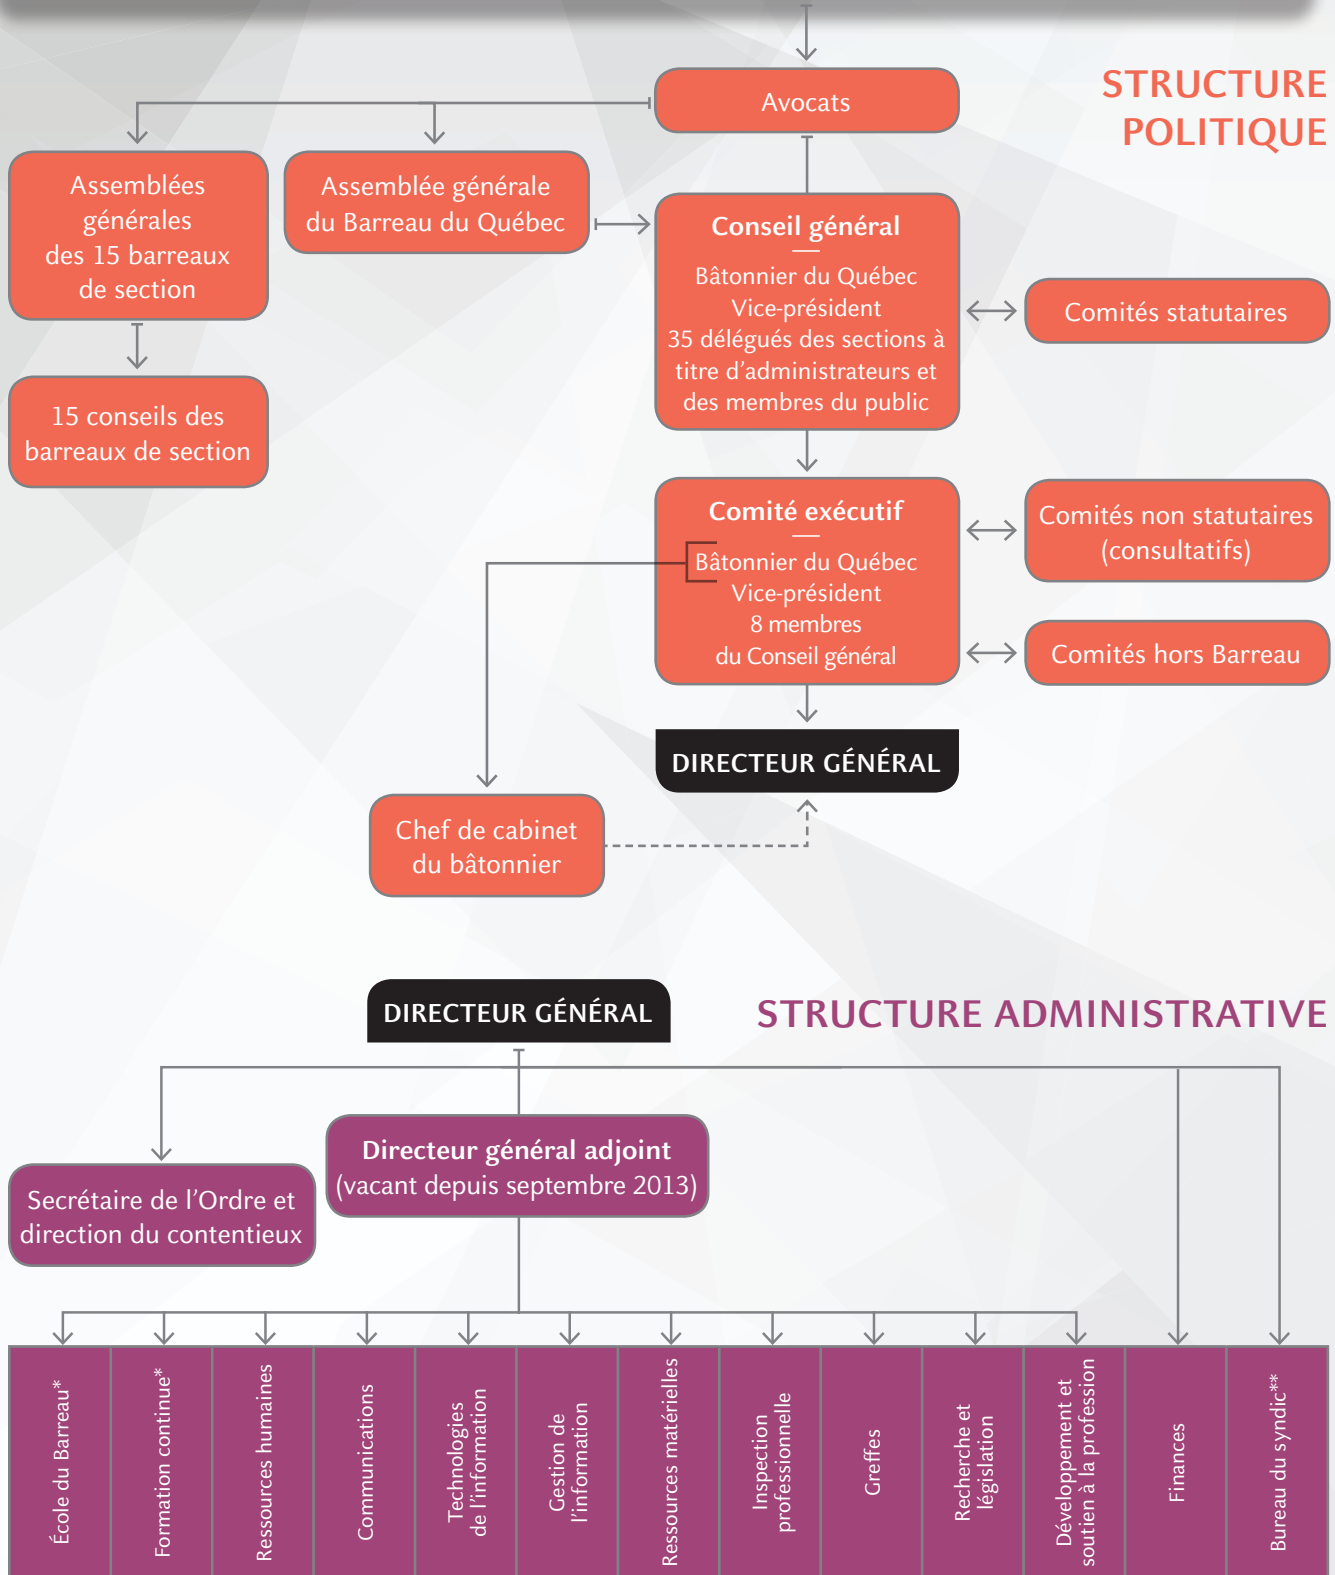 STRUCTURE
POLITIQUE
Avocats
Assemblées
générales
des 15 barreaux
de section
Assemblée générale
du Barreau du Québec
Conseil général
Bâtonnier du Québec
Vice-président
35 délégués des sections à
titre d'administrateurs et
des membres du public
Comités statutaires
15 conseils des
barreaux de section
Comité exécutif
Bâtonnier du Québec
Vice-président
8 membres
du Conseil général
Comités non statutaires
(consultatifs)
Comités hors Barreau
DIRECTEUR GÉNÉRAL
Chef de cabinet
du bâtonnier
DIRECTEUR GÉNÉRAL
STRUCTURE ADMINISTRATIVE
Directeur général adjoint
(vacant depuis septembre 2013)
Secrétaire de l'Ordre et
direction du contentieux
École du Barreau*
Formation continue*
Ressources humaines
Communications
Technologies
de l'information
Gestion de
l'information
Ressources matérielles
Inspection
professionnelle
Greffes
Recherche et
législation
Développement et
soutien à la profession
Finances
Bureau du syndic**